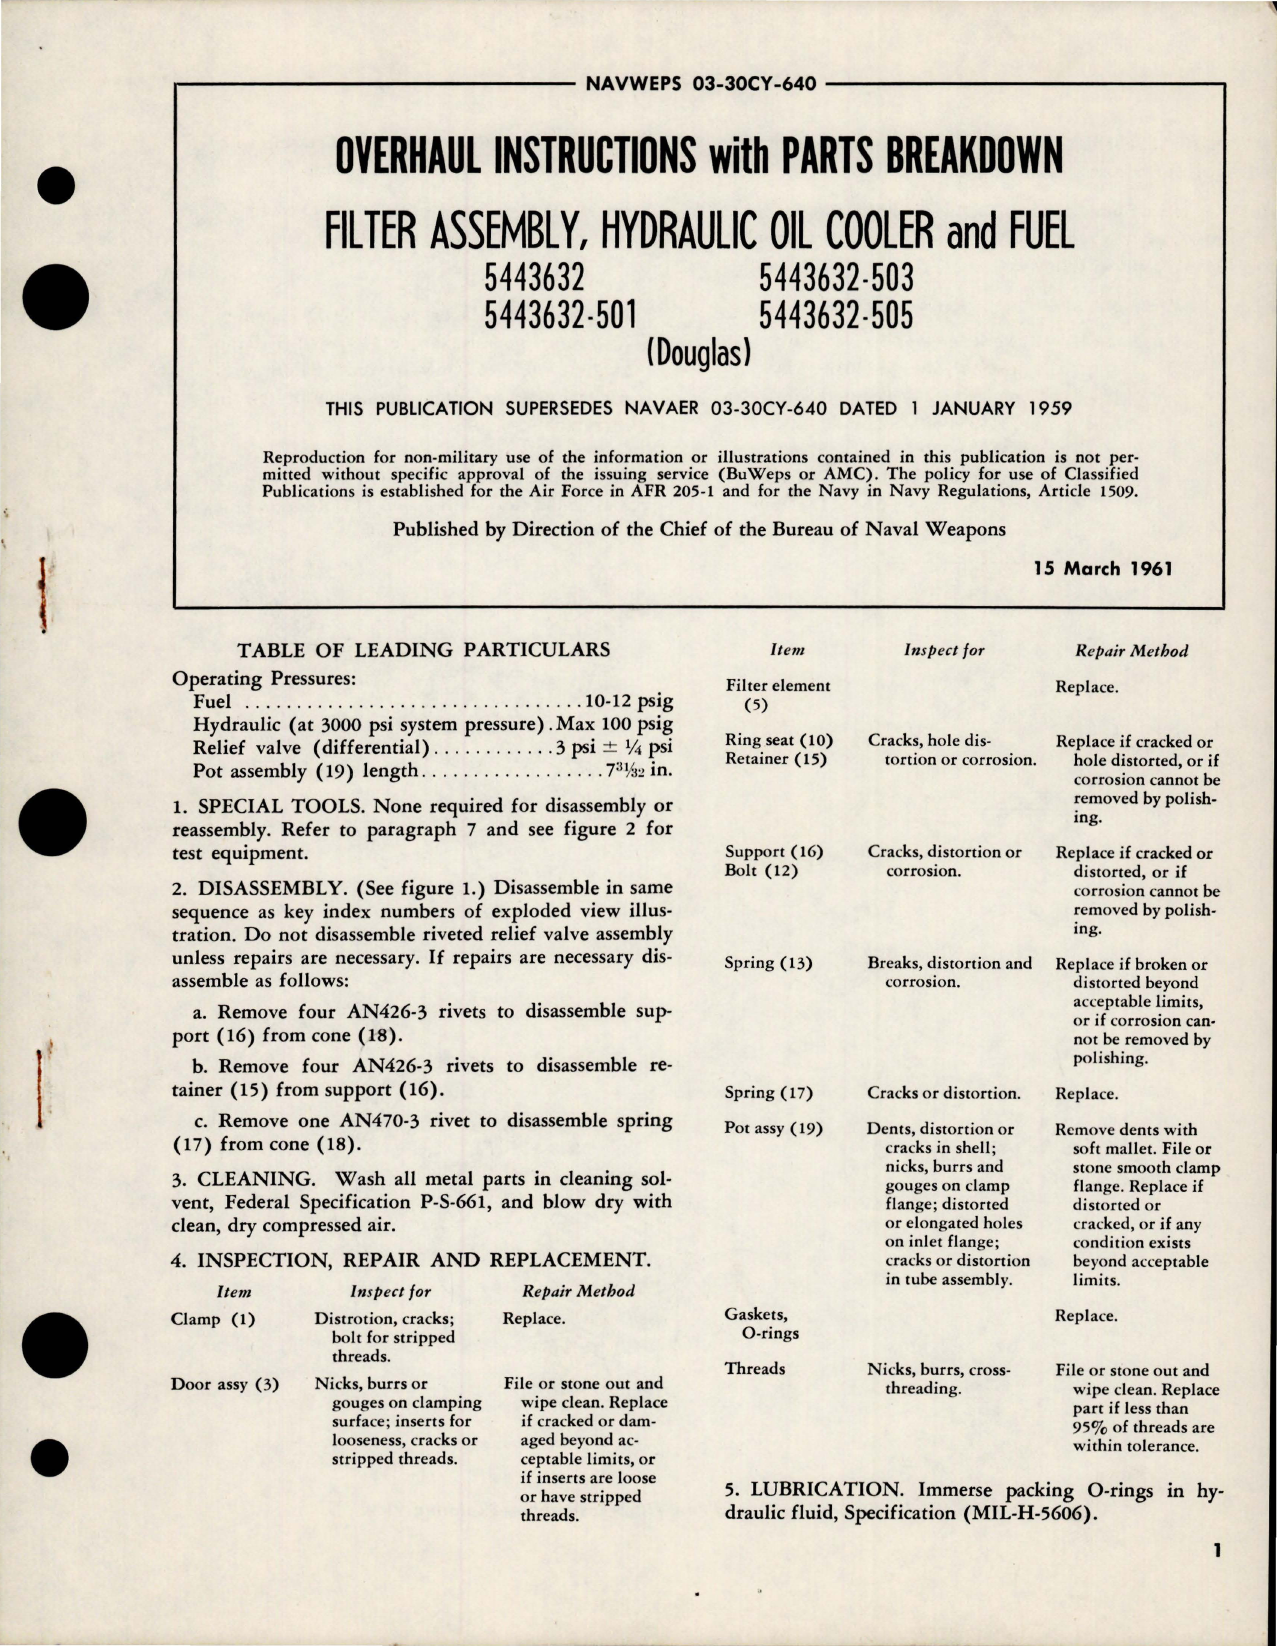 NAVWEPS 03-30CY-640
OVERHAUL INSTRUCTIONS with PARTS BREAKDOWN
FILTER ASSEMBLY, HYDRAULIC OIL COOLER and FUEL
5443632 5443632-503
5443632-501 5443632-505
(Douglas)
THIS PUBLICATION SUPERSEDES NAVAER 03-30CY-640 DATED 1 JANUARY 1959
Reproduction for non-military use of the information or illustrations contained in this publication is not per-
mitted without specific approval of the issuing service (BuWeps or AMC). The policy for use of Classified
Publications is established for the Air Force in AFR 205-1 and for the Navy in Navy Regulations, Article 1509.
Published by Direction of the Chief of the Bureau of Naval Weapons
15 March 1961
TABLE OF LEADING PARTICULARS
Operating Pressures:
Fuel ................................10-12 psig
Hydraulic (at 3000 psi system pressure).Max 100 psig
Relief valve (differential)............3 psi ± ¼ psi
Pot assembly (19) length..................7 31/32 in.
1. SPECIAL TOOLS. None required for disassembly or
reassembly. Refer to paragraph 7 and see figure 2 for
test equipment.
2. DISASSEMBLY. (See figure 1.) Disassemble in same
sequence as key index numbers of exploded view illus-
tration. Do not disassemble riveted relief valve assembly
unless repairs are necessary. If repairs are necessary dis-
assemble as follows:
a. Remove four AN426-3 rivets to disassemble sup-
port (16) from cone (18).
b. Remove four AN426-3 rivets to disassemble re-
tainer (15) from support (16).
c. Remove one AN470-3 rivet to disassemble spring
(17) from cone (18).
3. CLEANING. Wash all metal parts in cleaning sol-
vent, Federal Specification P-S-661, and blow dry with
clean, dry compressed air.
4. INSPECTION, REPAIR AND REPLACEMENT.
Item Inspect for Repair Method
Clamp (1) Distrotion, cracks; Replace.
bolt for stripped
threads.
Door assy (3) Nicks, burrs or File or stone out and
gouges on clamping wipe clean. Replace
surface; inserts for if cracked or dam-
looseness, cracks or aged beyond ac-
stripped threads. ceptable limits, or
if inserts are loose
or have stripped
threads.
Item Inspect for Repair Method
Filter element Replace.
(5)
Ring seat (10) Cracks, hole dis- Replace if cracked or
Retainer (15) tortion or corrosion. hole distorted, or if
corrosion cannot be
removed by polish-
ing.
Support (16) Cracks, distortion or Replace if cracked or
Bolt (12) corrosion. distorted, or if
corrosion cannot be
removed by polish-
ing.
Spring (13) Breaks, distortion and Replace if broken or
corrosion. distorted beyond
acceptable limits,
or if corrosion can-
not be removed by
polishing.
Spring (17) Cracks or distortion. Replace.
Pot assy (19) Dents, distortion or Remove dents with
cracks in shell; soft mallet. File or
nicks, burrs and stone smooth clamp
gouges on clamp flange. Replace if
flange; distorted distorted or
or elongated holes cracked, or if any
on inlet flange; condition exists
cracks or distortion beyond acceptable
in tube assembly. limits.
Gaskets, Replace.
O-rings
Threads Nicks, burrs, cross- File or stone out and
threading. wipe clean. Replace
part if less than
95% of threads are
within tolerance.
5. LUBRICATION. Immerse packing O-rings in hy-
draulic fluid, Specification (MIL-H-5606).
1